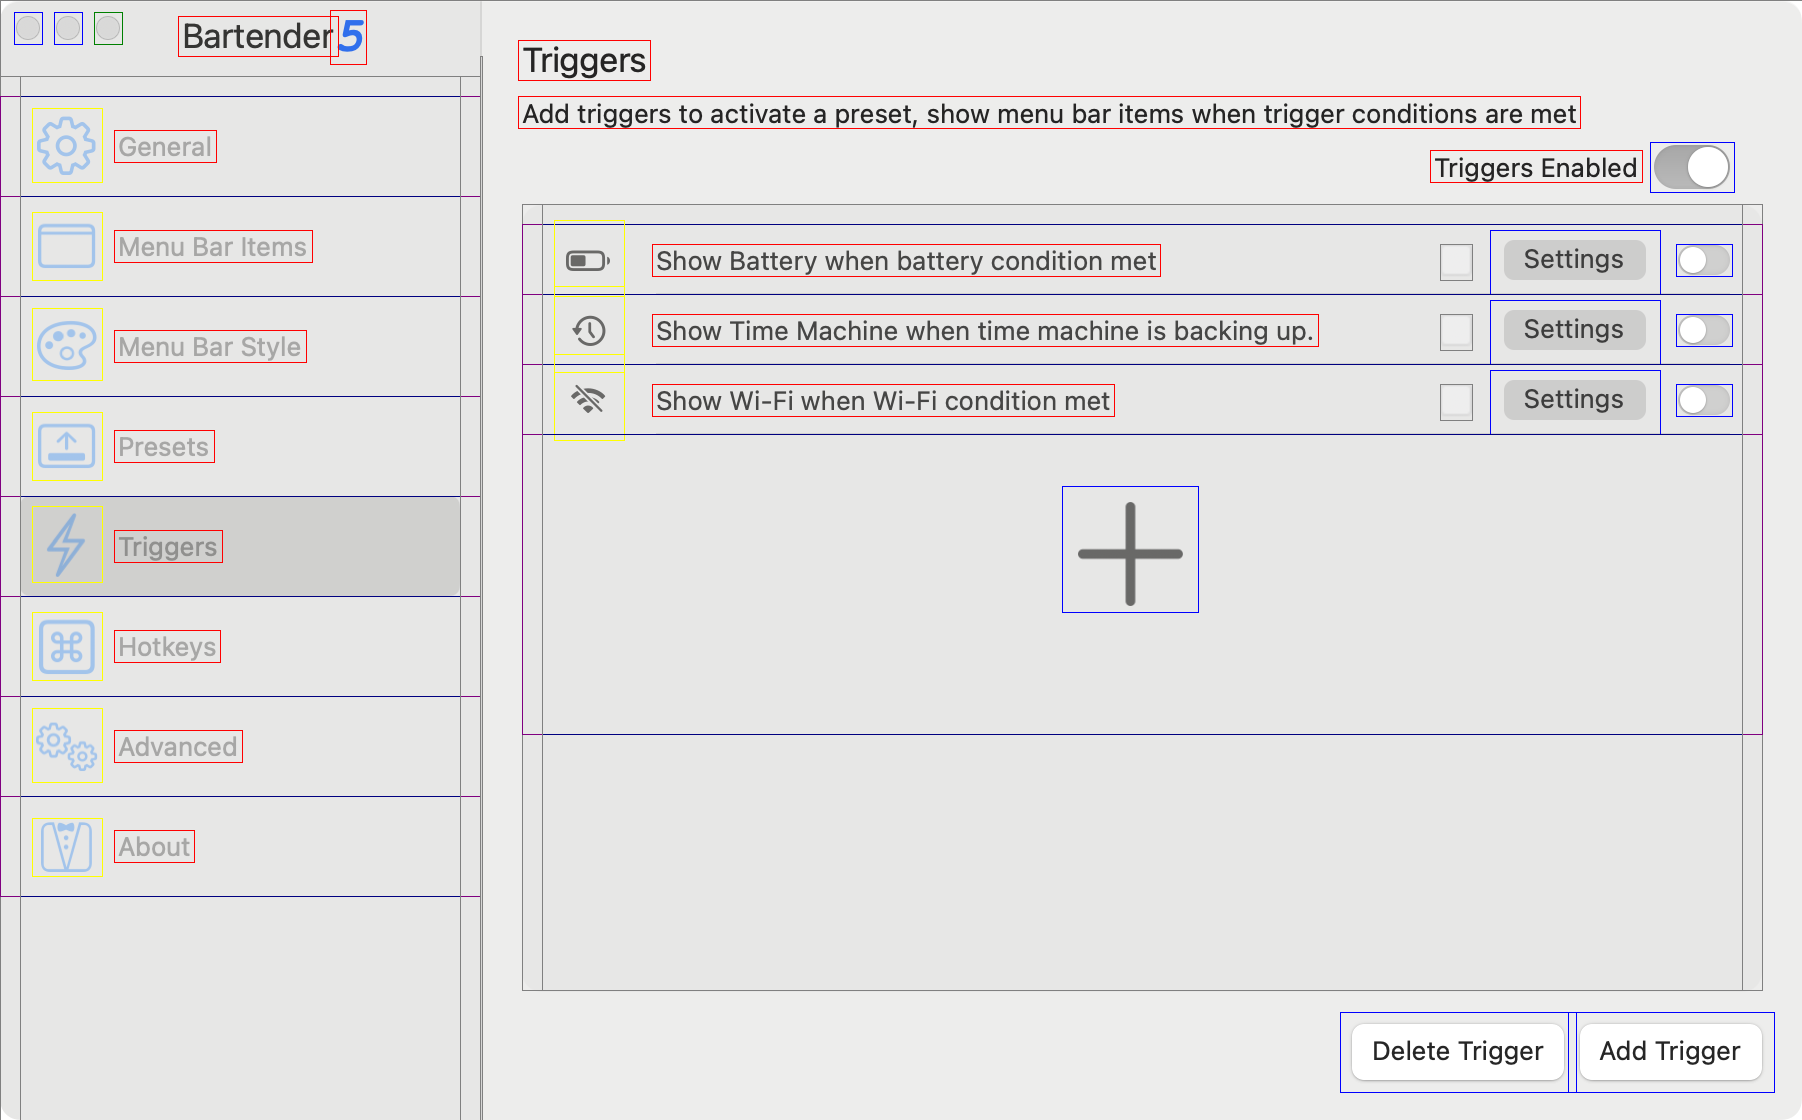 Bartender 5
General
Menu Bar Items
Menu Bar Style
Presets
Triggers
Hotkeys
Advanced
About
Triggers
Add triggers to activate a preset, show menu bar items when trigger conditions are met
Triggers Enabled
Show Battery when battery condition met Settings
Show Time Machine when time machine is backing up. Settings
Show Wi-Fi when Wi-Fi condition met Settings
Delete Trigger Add Trigger